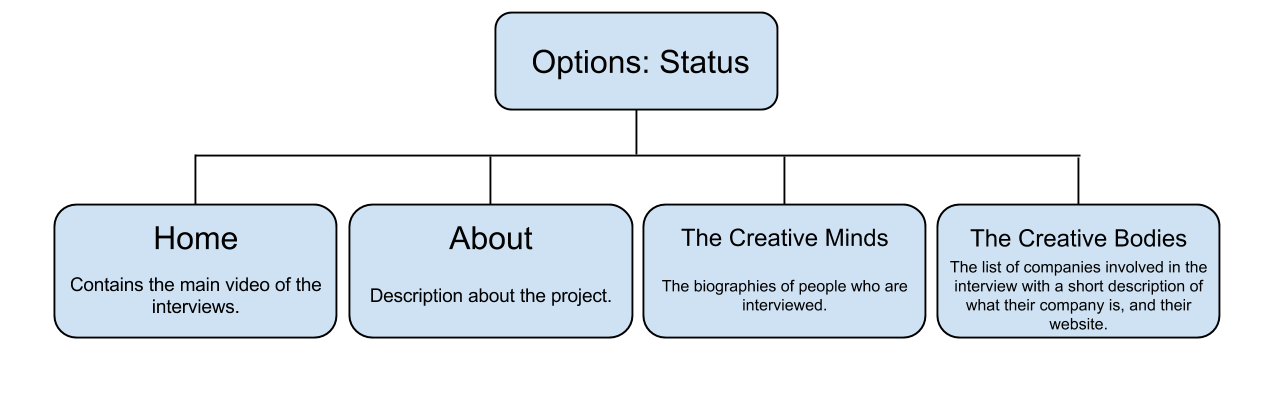 Options: Status
Home
Contains the main video of the
interviews.
About
Description about the project.
The Creative Minds
The biographies of people who are
interviewed.
The Creative Bodies
The list of companies involved in the
interview with a short description of
what their company is, and their
website.